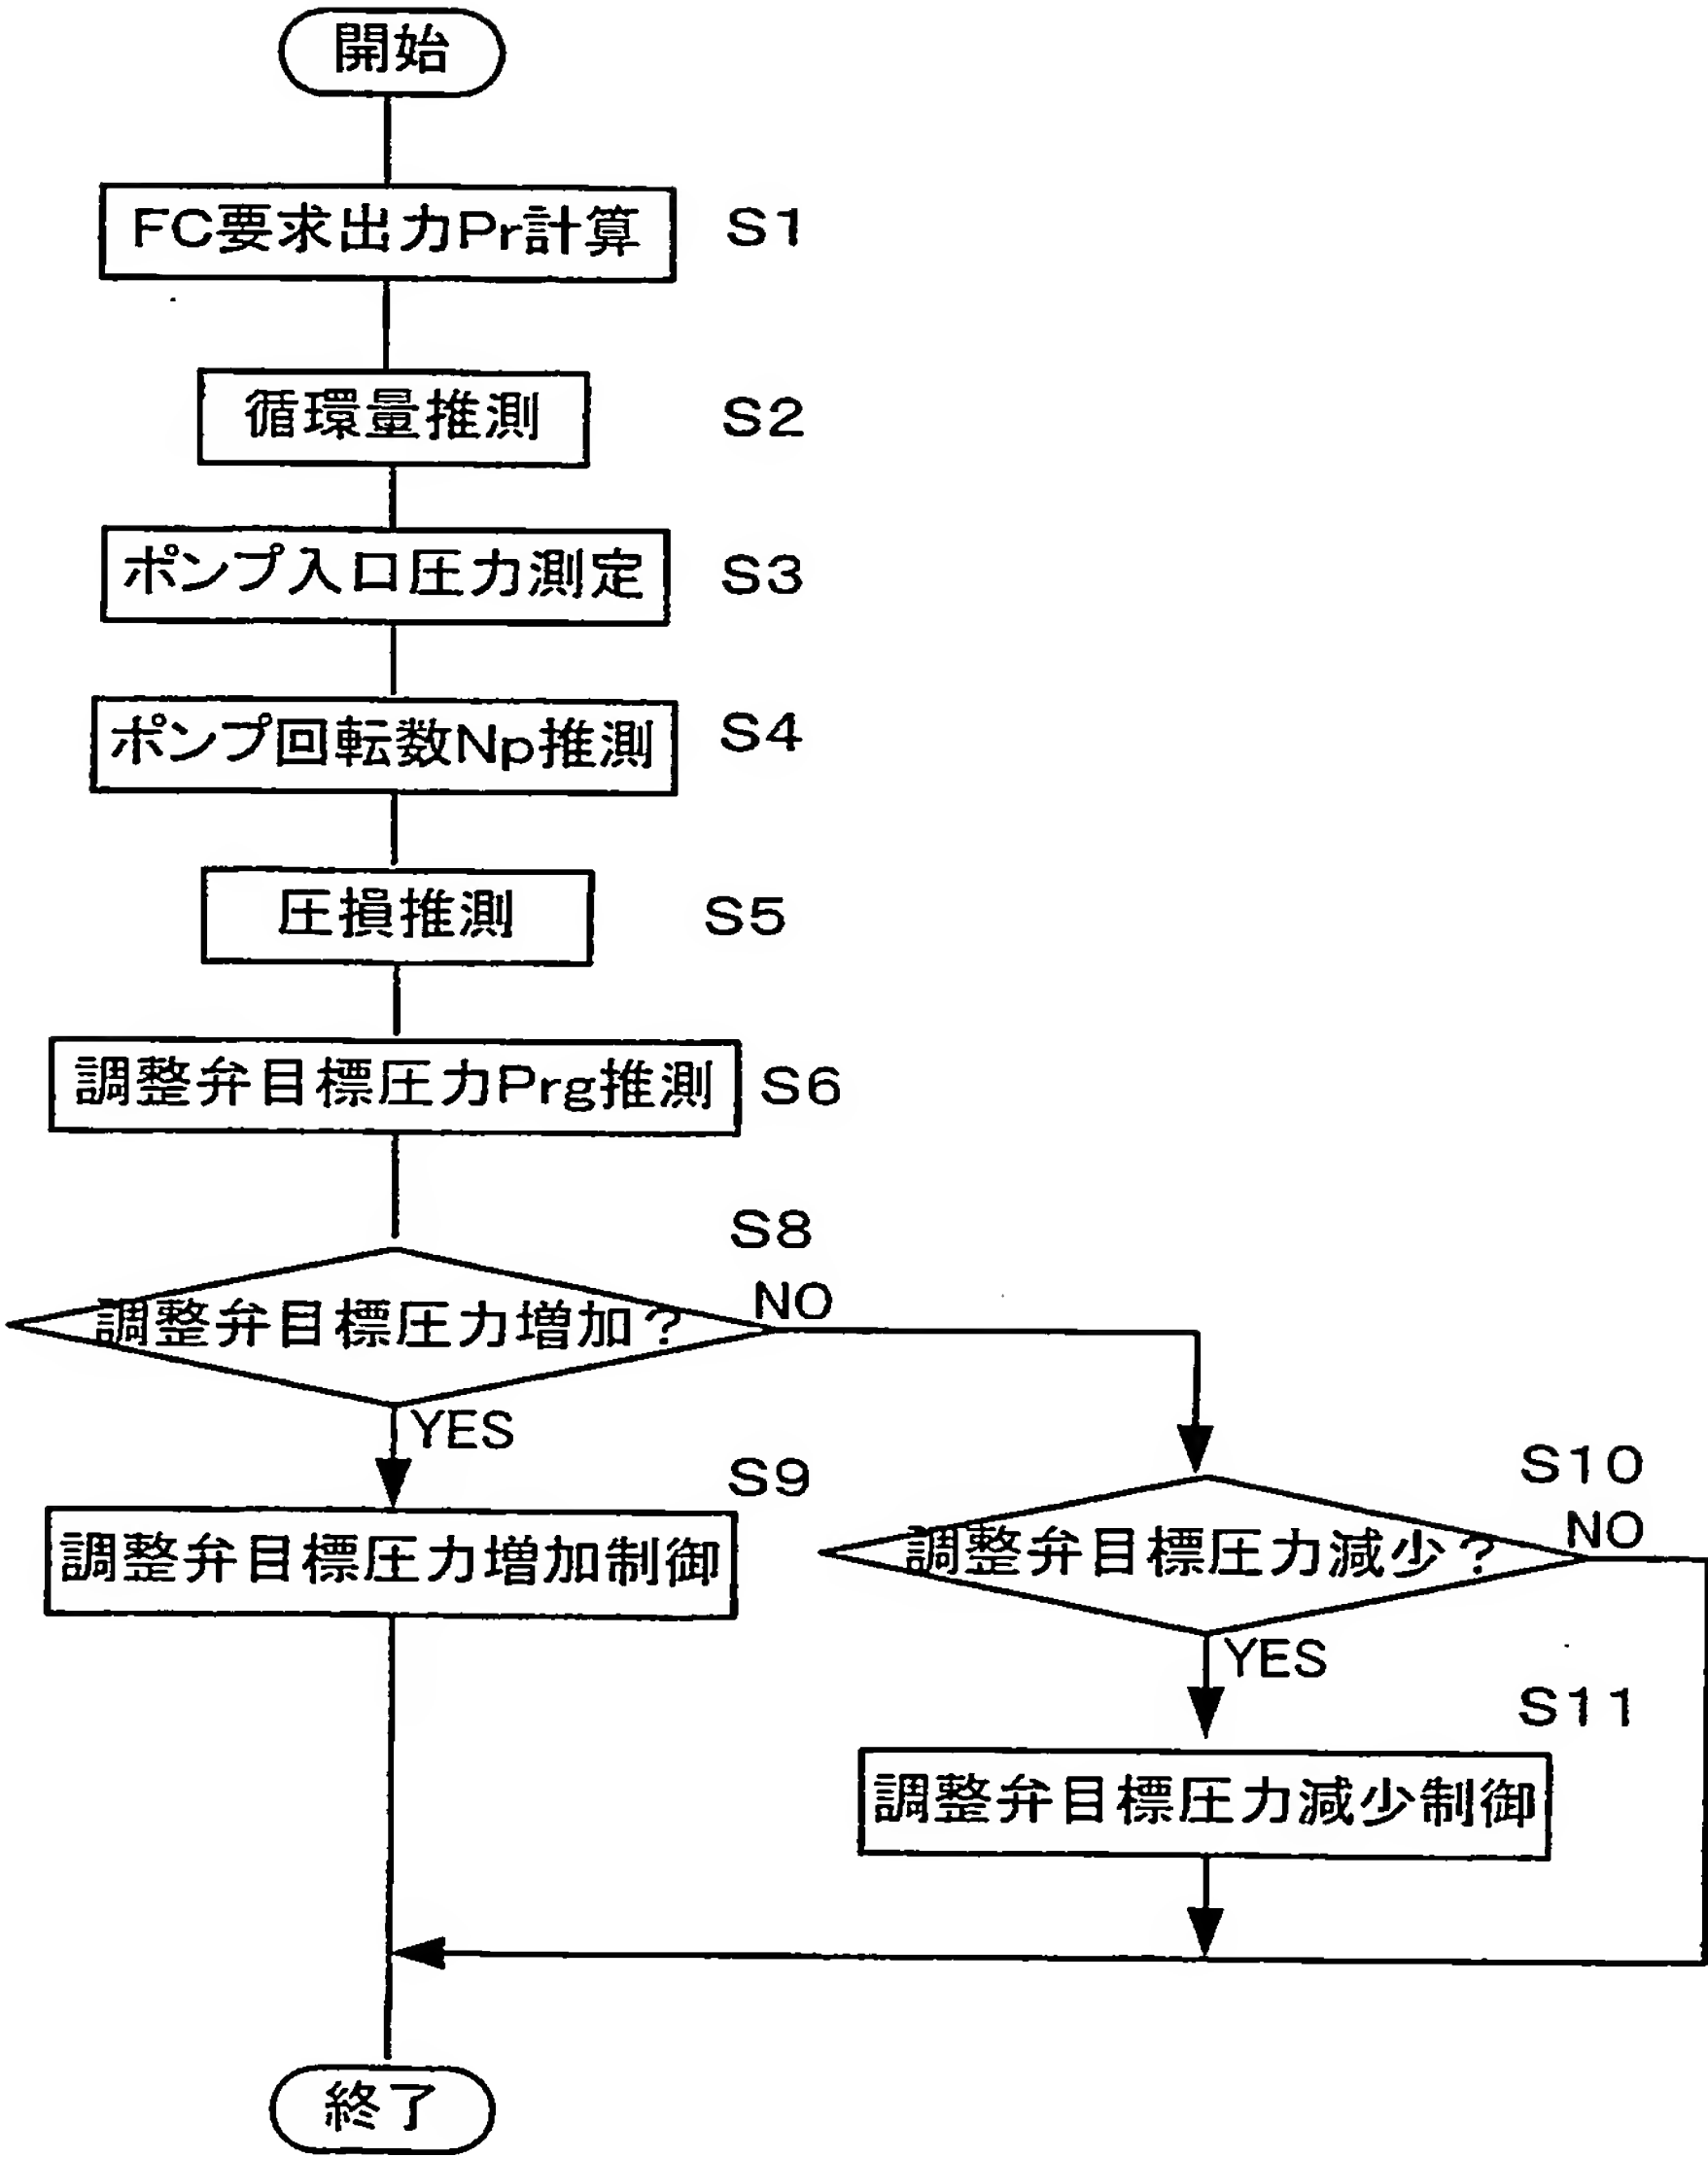 開始
FC要求出力Pr計算
S1
循環量推測
S2
ポンプ入口圧力測定
S3
ポンプ回転数Np推測
S4
圧損推測
S5
調整弁目標圧力Prg推測
S6
S8
調整弁目標圧力増加?
NO
YES
S9
調整弁目標圧力増加制御
S10
調整弁目標圧力減少?
NO
YES
S11
調整弁目標圧力減少制御
終了